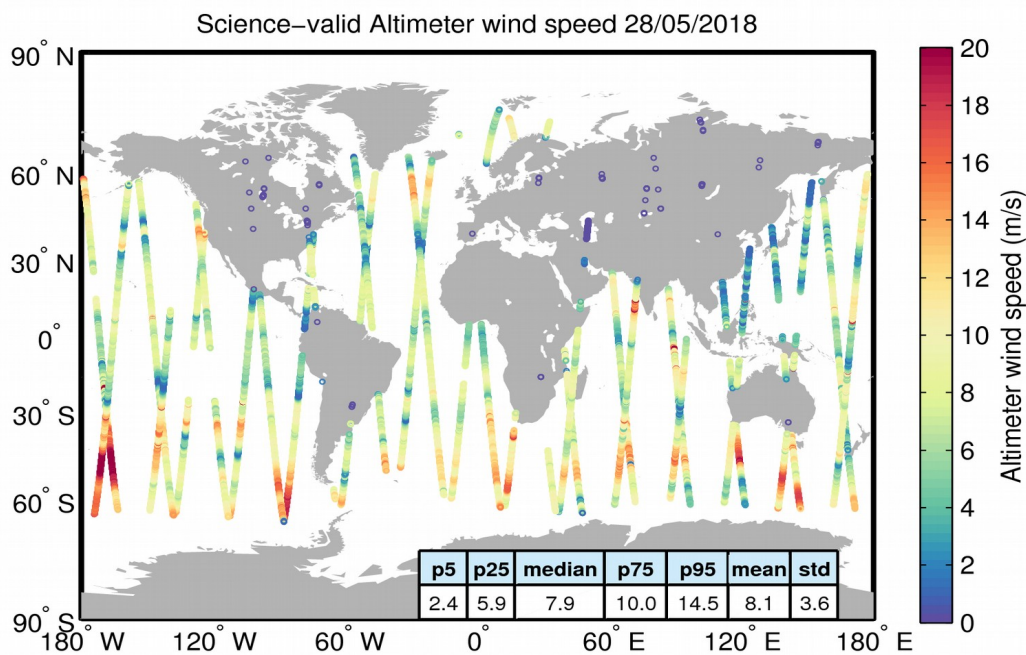 Science−valid Altimeter wind speed 28/05/2018
90° N
60° N
30° N
0°
30° S
60° S
90° S
180° W
120° W
60° W
0°
60° E
120° E
180° E
p5 p25 median p75 p95 mean std
2.4 5.9 7.9 10.0 14.5 8.1 3.6
20
18
16
14
12
10
8
6
4
2
0
Altimeter wind speed (m/s)